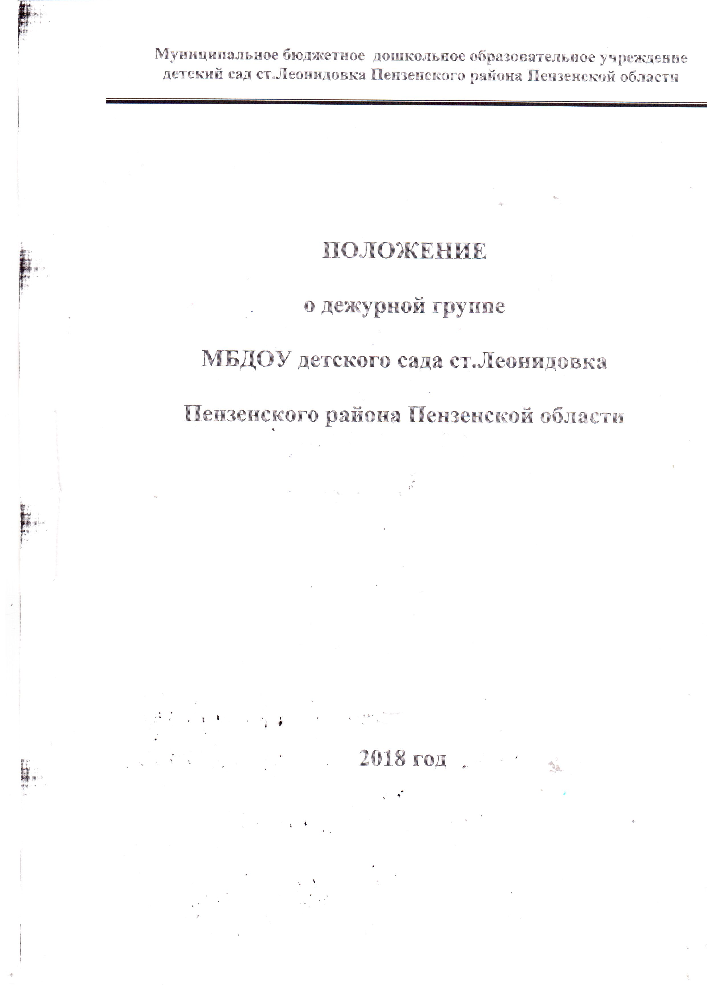 Муниципальное бюджетное дошкольное образовательное учреждение
детский сад ст.Леонидовка Пензенского района Пензенской области
ПОЛОЖЕНИЕ
о дежурной группе
МБДОУ детского сада ст.Леонидовка
Пензенского района Пензенской области
2018 год